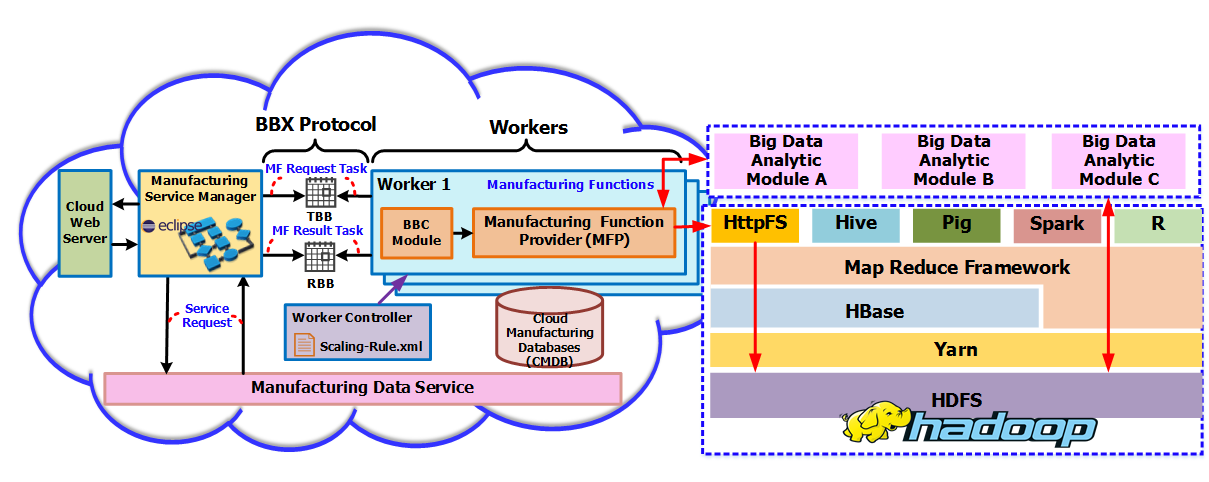 BBX Protocol
Workers
Cloud
Web
Server
Manufacturing
Service Manager
eclipse
MF Request Task
TBB
MF Result Task
RBB
Worker 1
Manufacturing Functions
BBC
Module
Manufacturing Function
Provider (MFP)
Service
Request
Worker Controller
Scaling-Rule.xml
Cloud
Manufacturing
Databases
(CMDB)
Manufacturing Data Service
Big Data
Analytic
Module A
Big Data
Analytic
Module B
Big Data
Analytic
Module C
HttpFS
Hive
Pig
Spark
R
Map Reduce Framework
HBase
Yarn
HDFS
hadoop